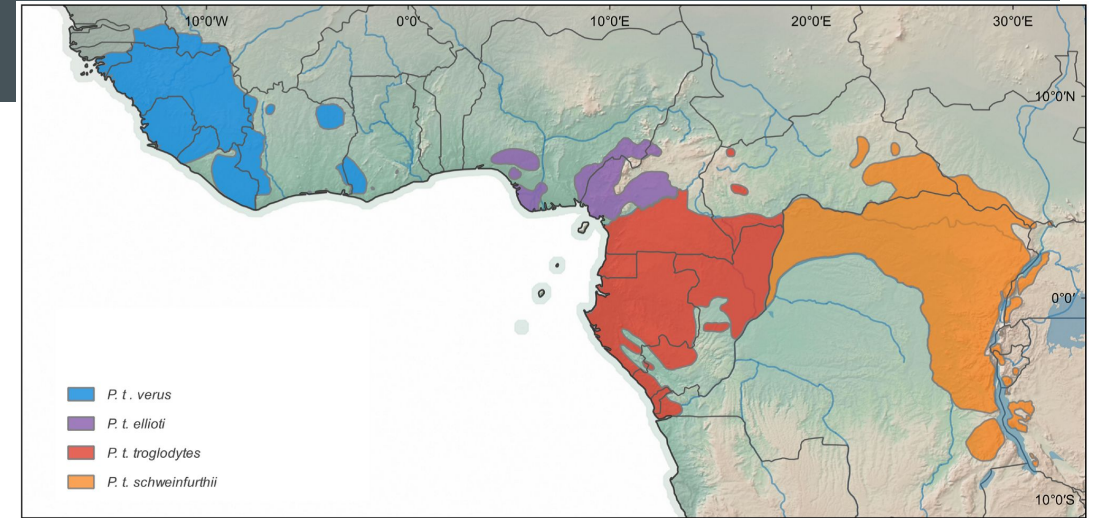 10°0'W 0°0' 10°0'E 20°0'E 30°0'E
10°0'N
0°0'
10°0'S
P. t . verus
P. t. ellioti
P. t. troglodytes
P. t. schweinfurthii